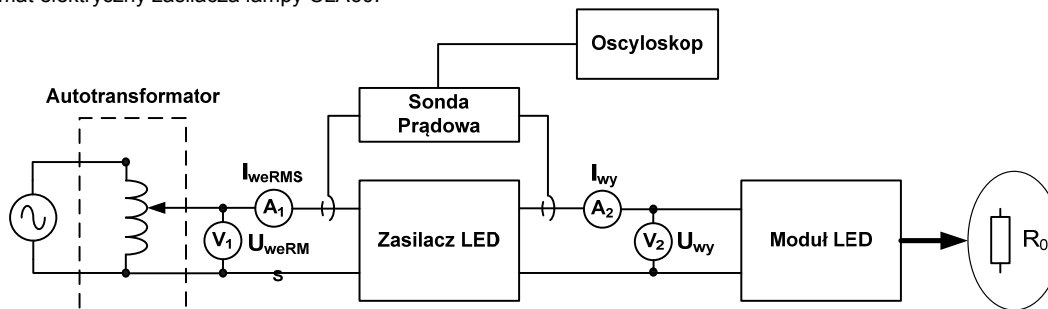 mat elektryczny zasilacza lampy OZA60.
Oscyloskop
Autotransformator
Sonda
Prądowa
IweRMS
Iwy
A1
A2
V1
UweRM
S
Zasilacz LED
V2
Uwy
Moduł LED
R0